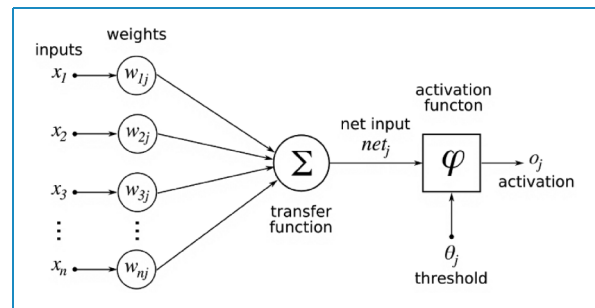 inputs
weights
x₁
w₁ⱼ
x₂
w₂ⱼ
x₃
w₃ⱼ
⋮
⋮
xₙ
wₙⱼ
Σ
transfer
function
net input
netⱼ
activation
functon
φ
oⱼ
activation
θⱼ
threshold